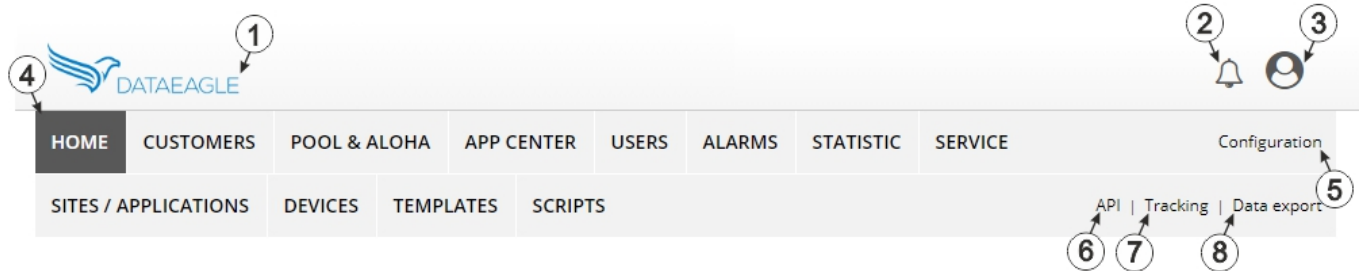 1
2
3
4
DATAEAGLE
HOME CUSTOMERS POOL & ALOHA APP CENTER USERS ALARMS STATISTIC SERVICE Configuration
5
SITES / APPLICATIONS DEVICES TEMPLATES SCRIPTS API | Tracking | Data export
6 7 8